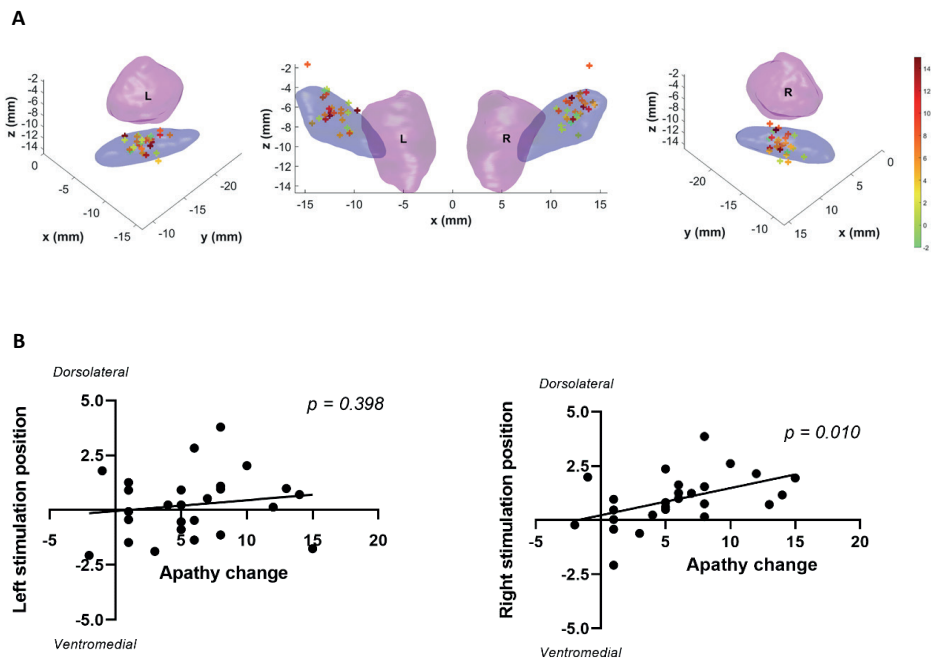 A
-2
-4
-6
-8
-10
-12
-14
z (mm)
0
-5
-10
-15
x (mm)
-20
-15
-10
y (mm)
L
-2
-4
-6
-8
-10
-12
-14
z (mm)
L
R
-15 -10 -5 0 5 10 15
x (mm)
-2
-4
-6
-8
-10
-12
-14
z (mm)
R
-20
-15
-10
y (mm)
0
5
10
15
x (mm)
14
12
10
8
6
4
2
0
-2
B
Dorsolateral
Left stimulation position
5.0
2.5
-2.5
-5.0
p = 0.398
-5 5 10 15 20
Apathy change
Ventromedial
Dorsolateral
Right stimulation position
5.0
2.5
-2.5
-5.0
p = 0.010
-5 5 10 15 20
Apathy change
Ventromedial